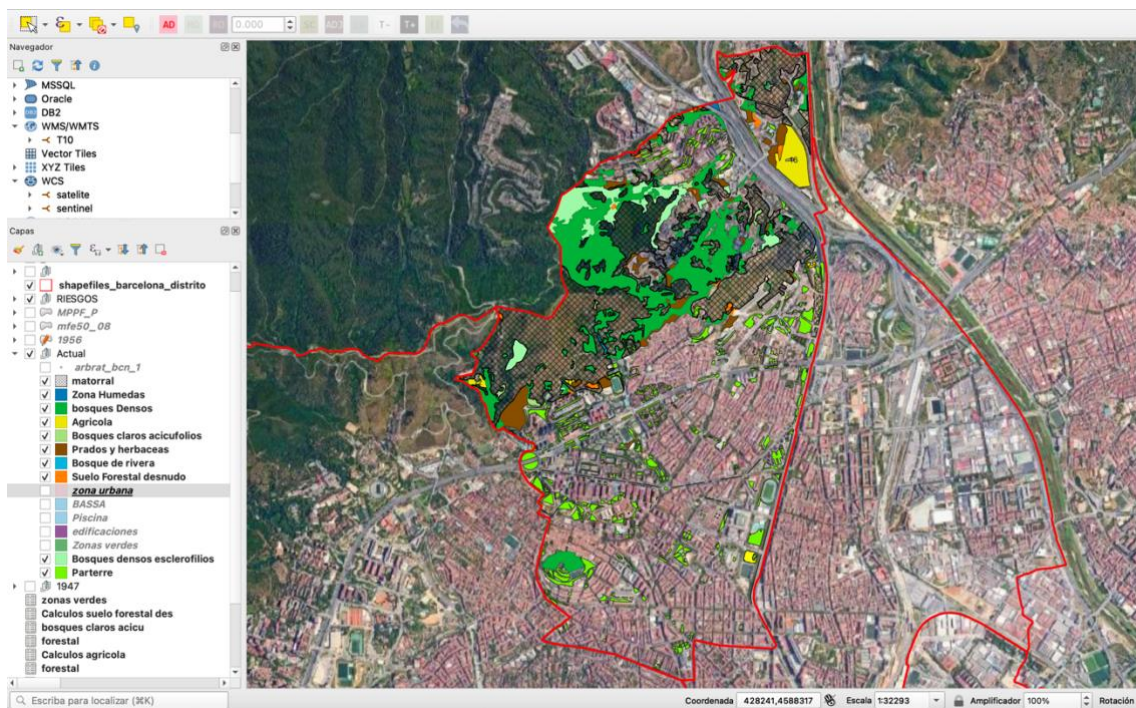 AD
0.000
ADJ
T-
T+
Navegador
MSSQL
Oracle
DB2
WMS/WMTS
T10
Vector Tiles
XYZ Tiles
WCS
satelite
sentinel
Capas
shapefiles_barcelona_distrito
RIESGOS
MPPF_P
mfe50_08
1956
Actual
arbrat_bcn_1
matorral
Zona Humedas
bosques Densos
Agricola
Bosques claros acicufolios
Prados y herbaceas
Bosque de rivera
Suelo Forestal desnudo
zona urbana
BASSA
Piscina
edificaciones
Zonas verdes
Bosques densos esclerofilios
Parterre
1947
zonas verdes
Calculos suelo forestal des
bosques claros acicu
forestal
Calculos agricola
forestal
Escriba para localizar (⌘K)
Coordenada 428241,4588317 Escala 1:32293 Amplificador 100% Rotación